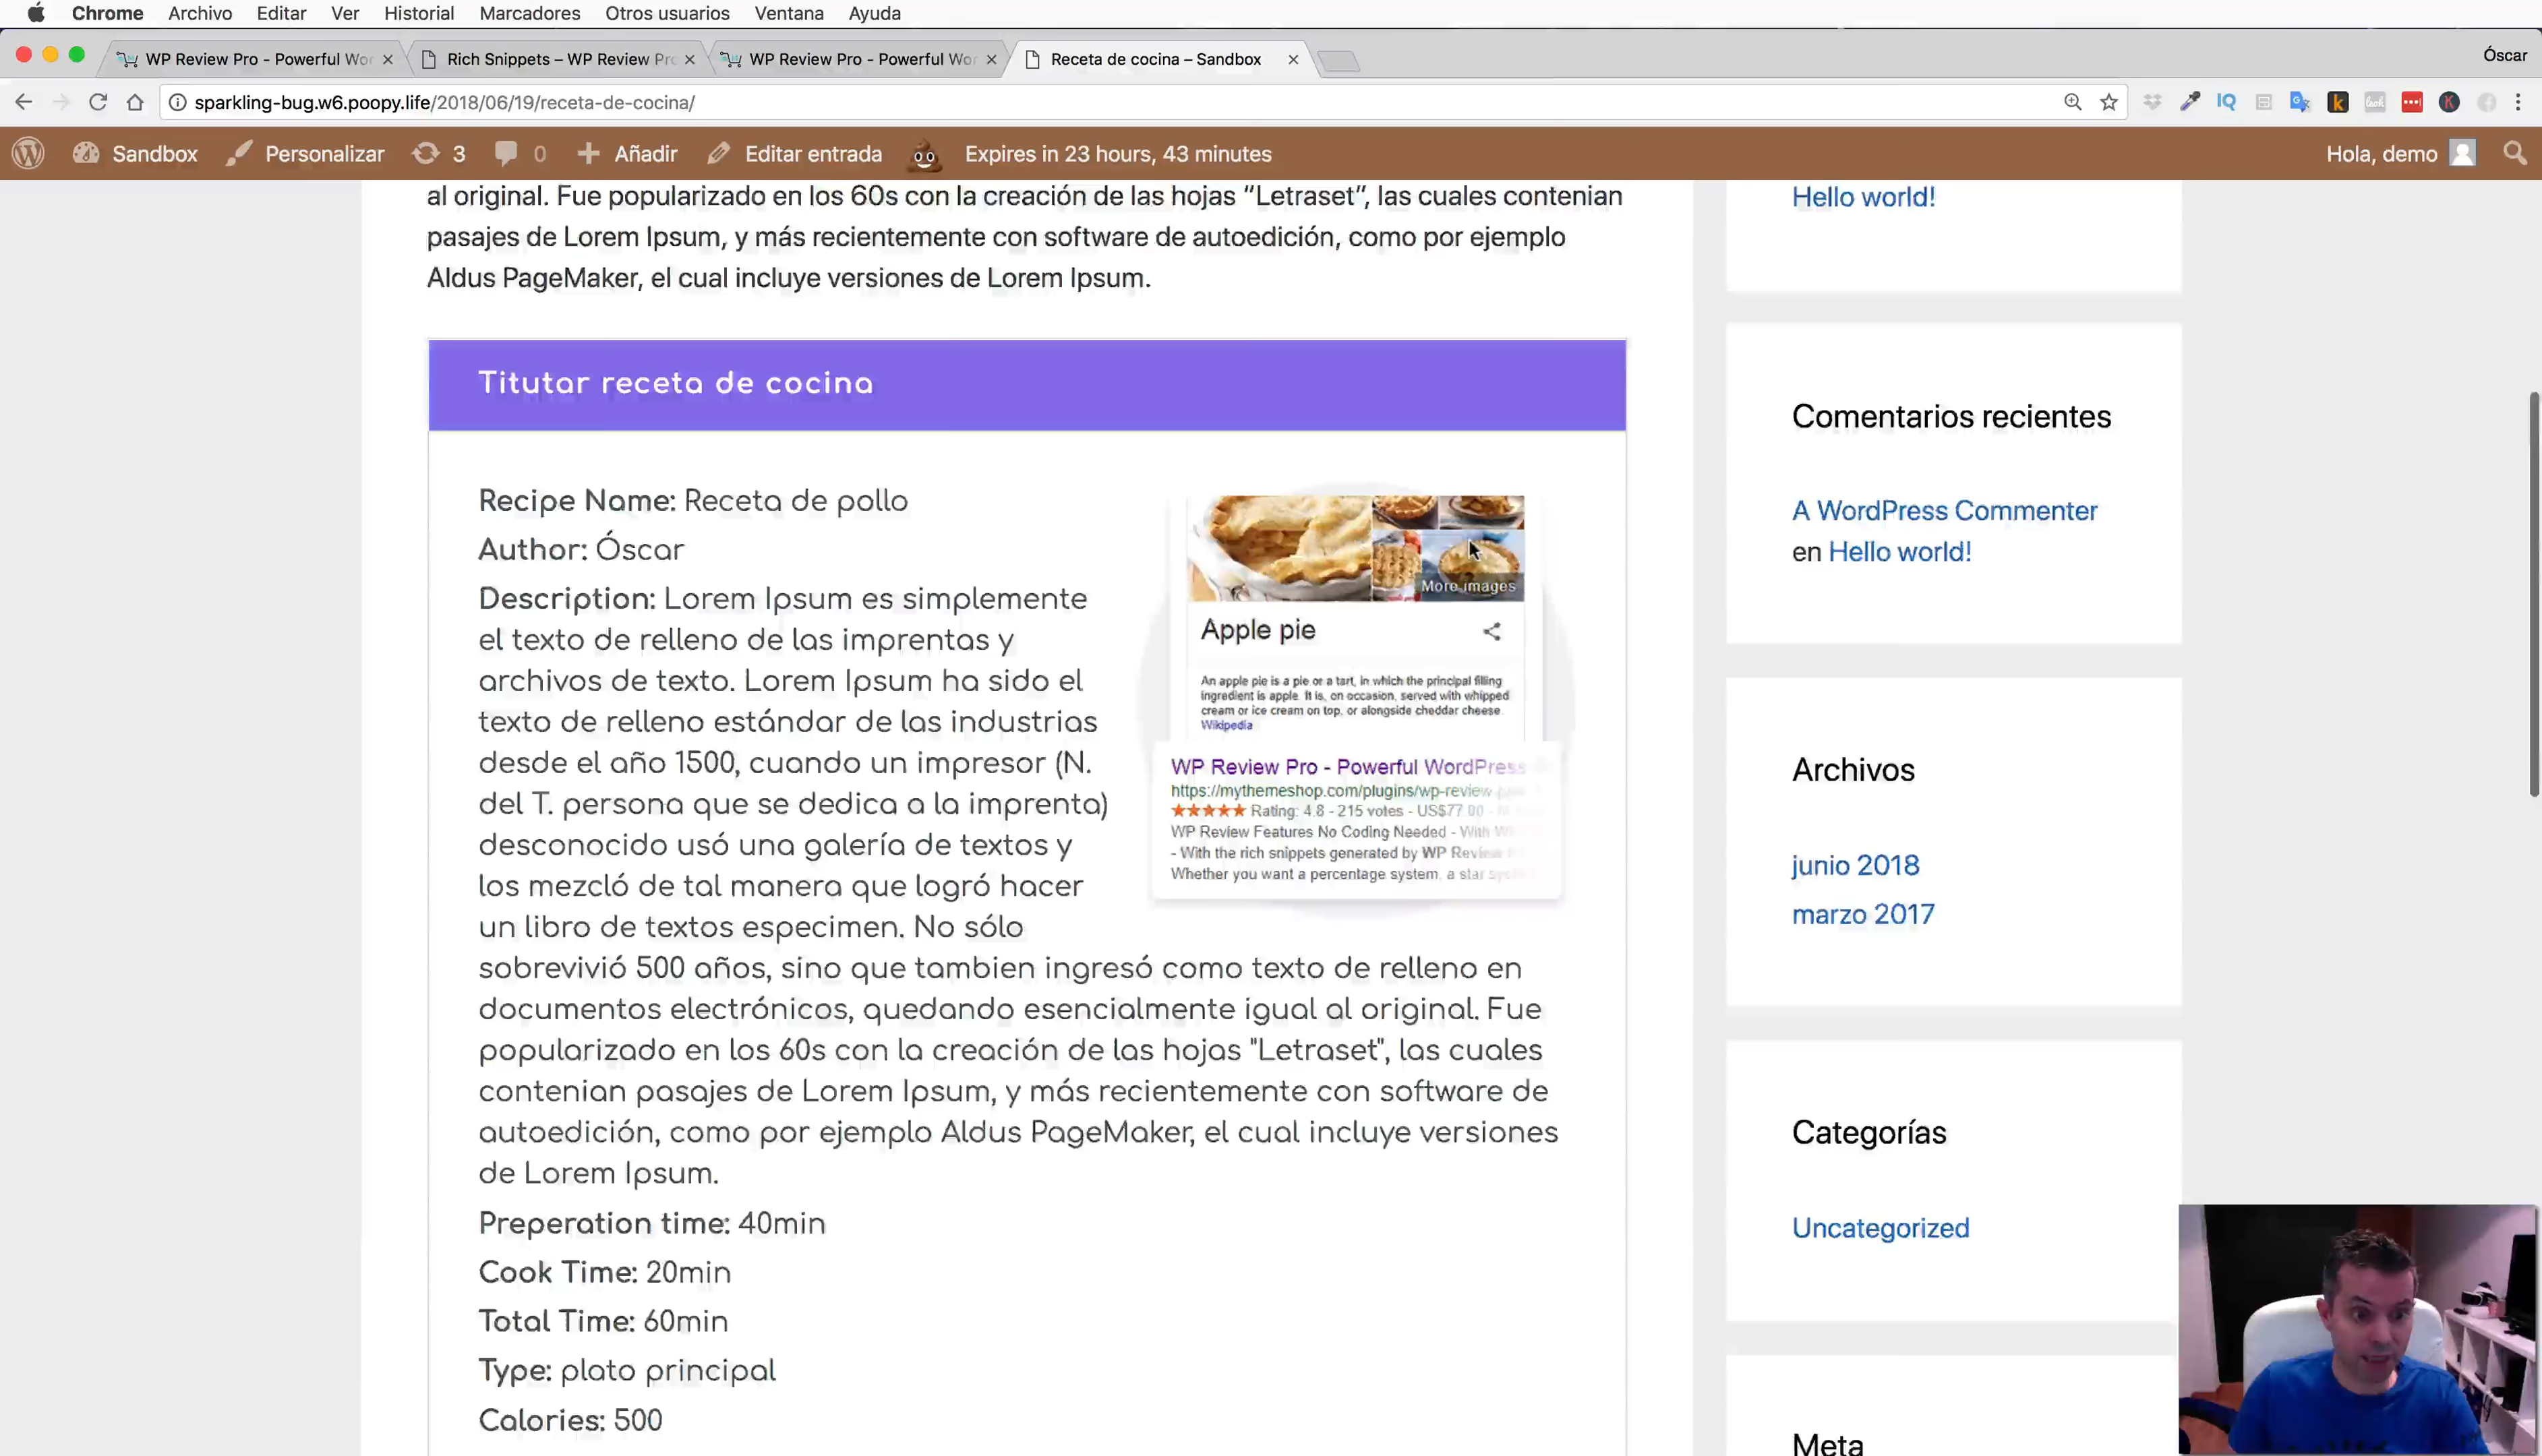 Chrome Archivo Editar Ver Historial Marcadores Otros usuarios Ventana Ayuda
WP Review Pro - Powerful Wor
Rich Snippets – WP Review Pro
WP Review Pro - Powerful Wor
Receta de cocina – Sandbox
Óscar
sparkling-bug.w6.poopy.life/2018/06/19/receta-de-cocina/
Sandbox Personalizar 3 0 Añadir Editar entrada Expires in 23 hours, 43 minutes Hola, demo
al original. Fue popularizado en los 60s con la creación de las hojas “Letraset”, las cuales contenian
pasajes de Lorem Ipsum, y más recientemente con software de autoedición, como por ejemplo
Aldus PageMaker, el cual incluye versiones de Lorem Ipsum.
Titutar receta de cocina
Recipe Name: Receta de pollo
Author: Óscar
Description: Lorem Ipsum es simplemente
el texto de relleno de las imprentas y
archivos de texto. Lorem Ipsum ha sido el
texto de relleno estándar de las industrias
desde el año 1500, cuando un impresor (N.
del T. persona que se dedica a la imprenta)
desconocido usó una galería de textos y
los mezcló de tal manera que logró hacer
un libro de textos especimen. No sólo
sobrevivió 500 años, sino que tambien ingresó como texto de relleno en
documentos electrónicos, quedando esencialmente igual al original. Fue
popularizado en los 60s con la creación de las hojas "Letraset", las cuales
contenian pasajes de Lorem Ipsum, y más recientemente con software de
autoedición, como por ejemplo Aldus PageMaker, el cual incluye versiones
de Lorem Ipsum.
Preperation time: 40min
Cook Time: 20min
Total Time: 60min
Type: plato principal
Calories: 500
More images
Apple pie
An apple pie is a pie or a tart, in which the principal filling
ingredient is apple. It is, on occasion, served with whipped
cream or ice cream on top, or alongside cheddar cheese.
Wikipedia
WP Review Pro - Powerful WordPress
https://mythemeshop.com/plugins/wp-review-
Rating: 4.8 - 215 votes - US$77.00 -
WP Review Features No Coding Needed - With
- With the rich snippets generated by WP Review
Whether you want a percentage system, a star
Hello world!
Comentarios recientes
A WordPress Commenter
en Hello world!
Archivos
junio 2018
marzo 2017
Categorías
Uncategorized
Meta